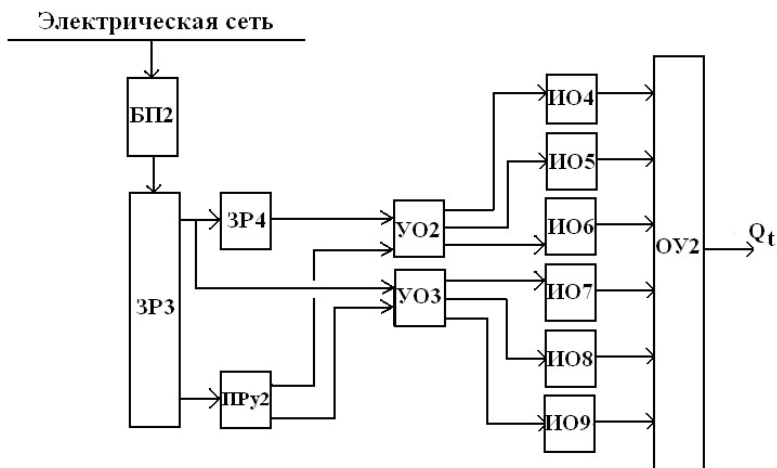 Электрическая сеть
БП2
ЗР3
ЗР4
ПРу2
УО2
УО3
ИО4
ИО5
ИО6
ИО7
ИО8
ИО9
ОУ2
Qt